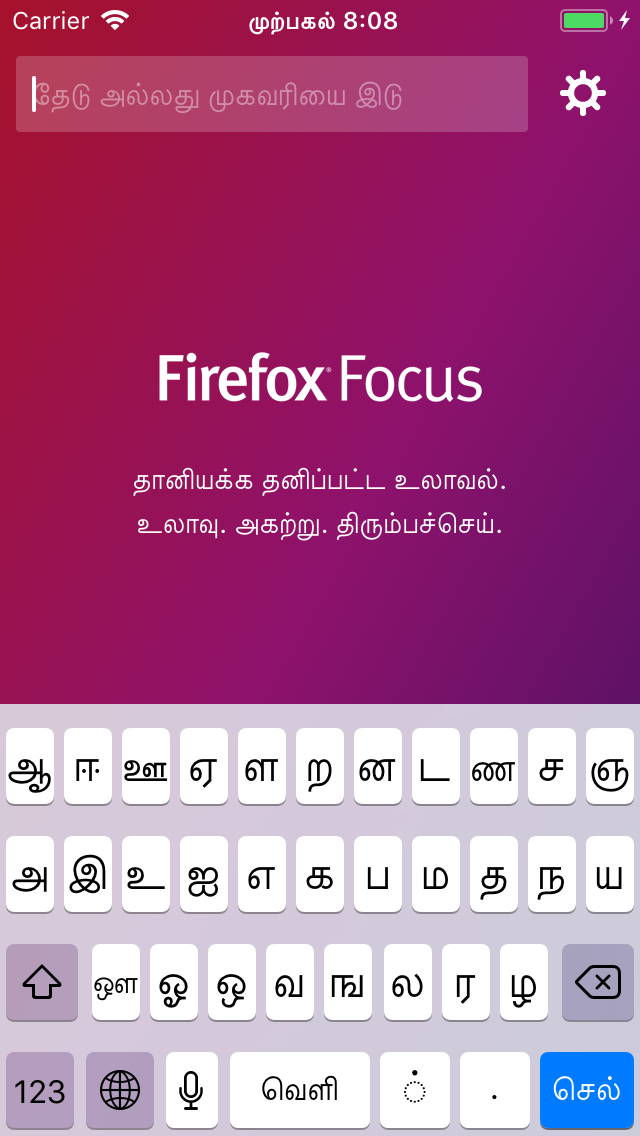 Carrier முற்பகல் 8:08
தேடு அல்லது முகவரியை இடு
Firefox Focus
தானியக்க தனிப்பட்ட உலாவல்.
உலாவு. அகற்று. திரும்பச்செய்.
ஆ ஈ ஊ ஏ ள ற ன ட ண ச ஞ
அ இ உ ஐ எ க ப ம த ந ய
ஔ ஓ ஒ வ ங ல ர ழ
123 வெளி ் . செல்